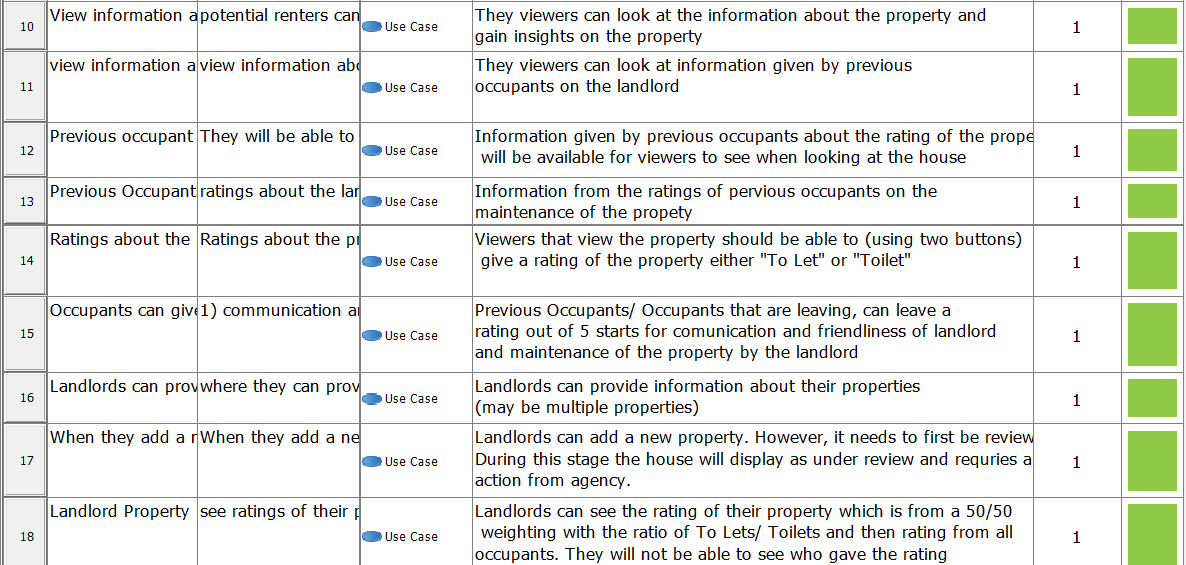 10
View information a
potential renters can
Use Case
They viewers can look at the information about the property and
gain insights on the property
1
11
view information a
view information abo
Use Case
They viewers can look at information given by previous
occupants on the landlord
1
12
Previous occupant
They will be able to
Use Case
Information given by previous occupants about the rating of the prope
will be available for viewers to see when looking at the house
1
13
Previous Occupant
ratings about the lar
Use Case
Information from the ratings of pervious occupants on the
maintenance of the propety
1
14
Ratings about the
Ratings about the pr
Use Case
Viewers that view the property should be able to (using two buttons)
give a rating of the property either "To Let" or "Toilet"
1
15
Occupants can give
1) communication ar
Use Case
Previous Occupants/ Occupants that are leaving, can leave a
rating out of 5 starts for comunication and friendliness of landlord
and maintenance of the property by the landlord
1
16
Landlords can prov
where they can prov
Use Case
Landlords can provide information about their properties
(may be multiple properties)
1
17
When they add a r
When they add a ne
Use Case
Landlords can add a new property. However, it needs to first be review
During this stage the house will display as under review and requries a
action from agency.
1
18
Landlord Property
see ratings of their p
Use Case
Landlords can see the rating of their property which is from a 50/50
weighting with the ratio of To Lets/ Toilets and then rating from all
occupants. They will not be able to see who gave the rating
1